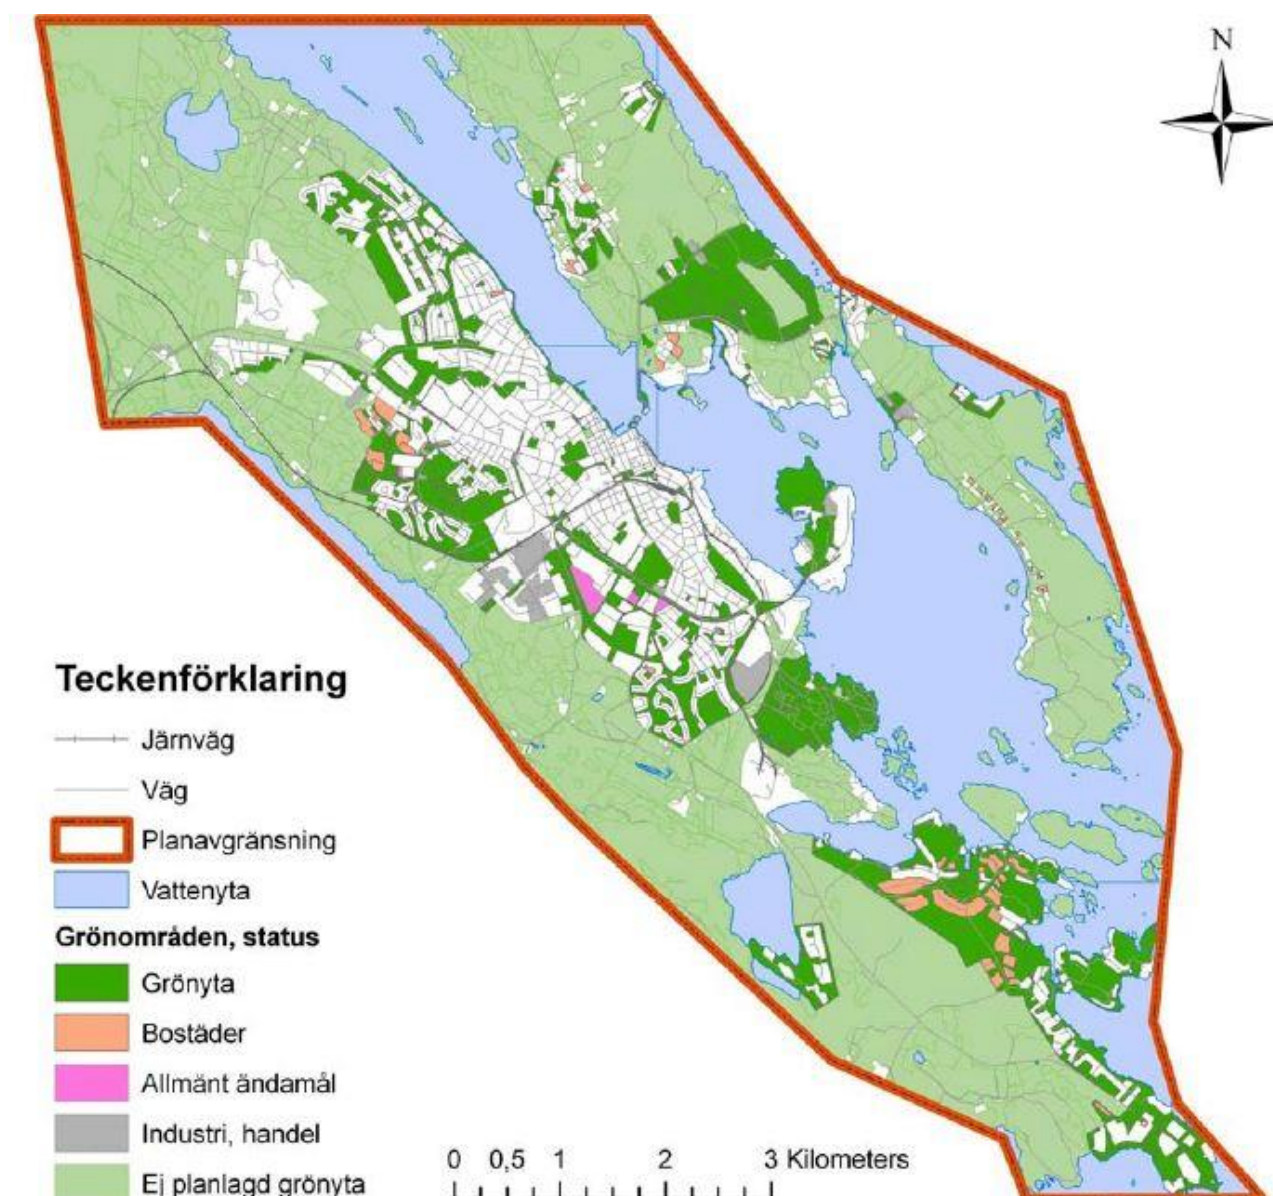 N
Teckenförklaring
Järnväg
Väg
Planavgränsning
Vattenyta
Grönområden, status
Grönyta
Bostäder
Allmänt ändamål
Industri, handel
Ej planlagd grönyta
0 0,5 1 2 3 Kilometers